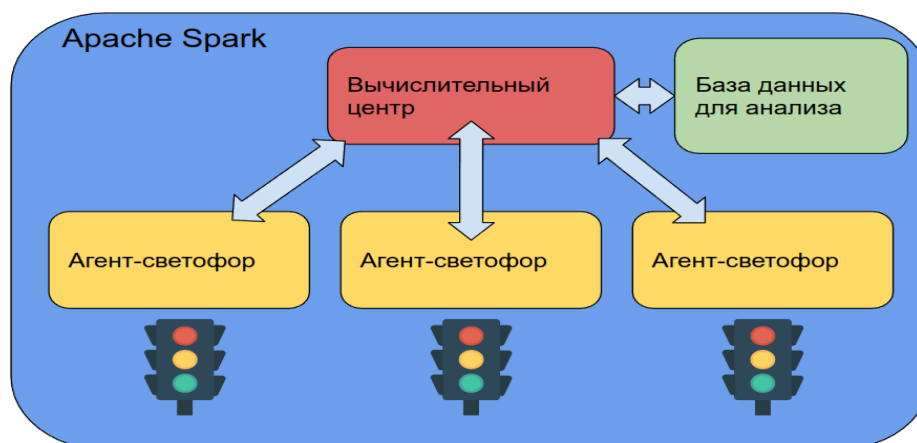 Apache Spark
Вычислительный
центр
База данных
для анализа
Агент-светофор
Агент-светофор
Агент-светофор